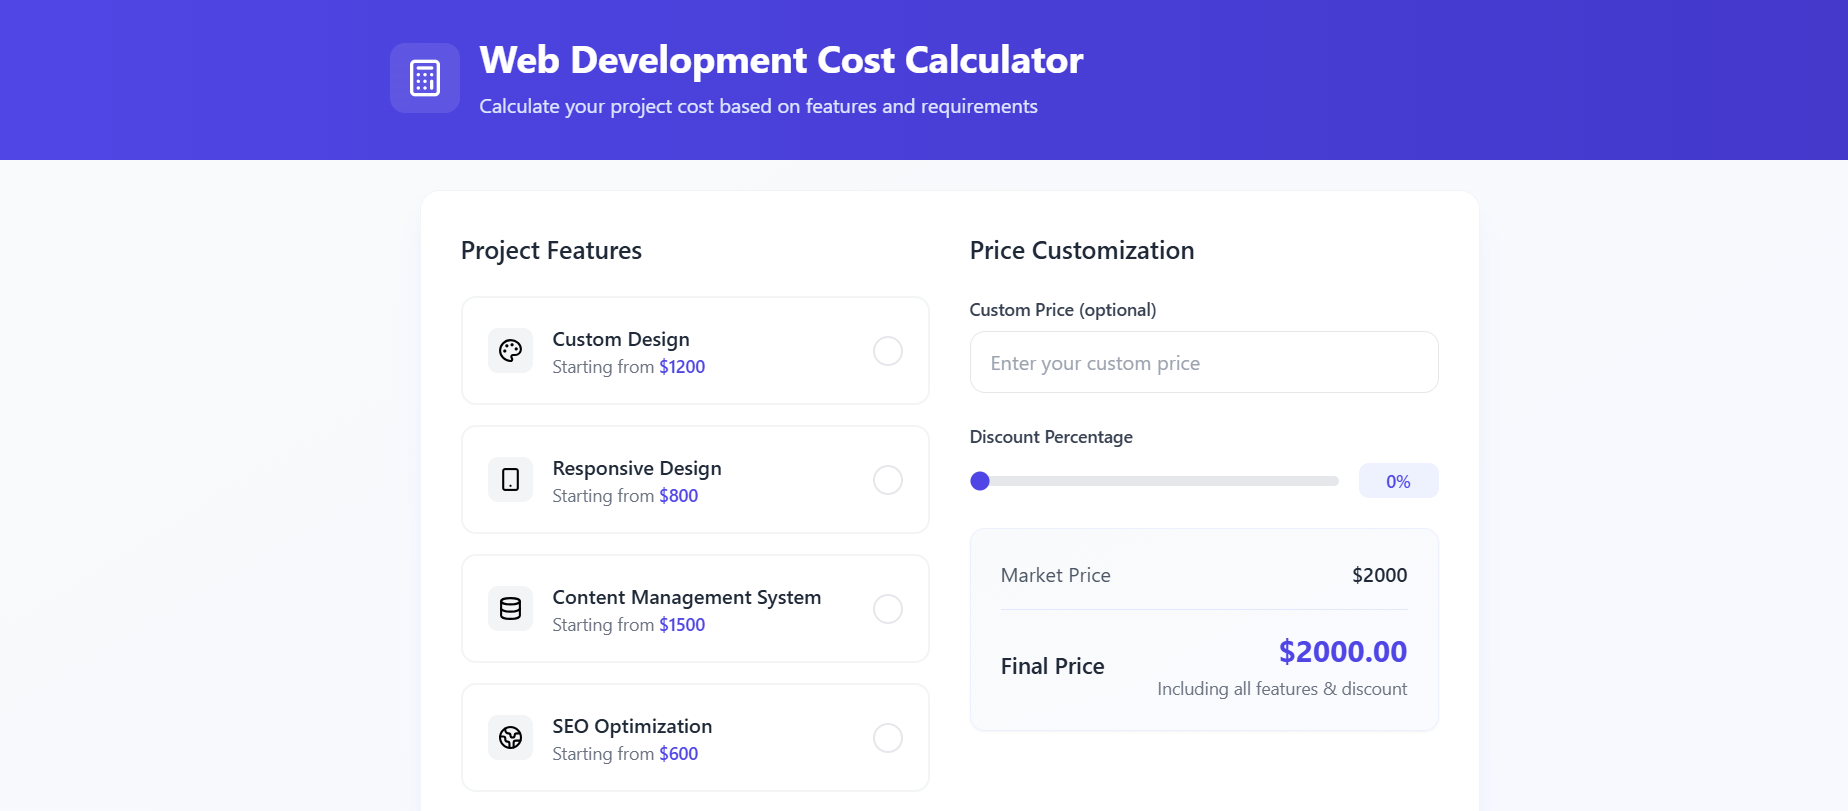 Web Development Cost Calculator
Calculate your project cost based on features and requirements
Project Features
Custom Design
Starting from $1200
Responsive Design
Starting from $800
Content Management System
Starting from $1500
SEO Optimization
Starting from $600
Price Customization
Custom Price (optional)
Enter your custom price
Discount Percentage
0%
Market Price $2000
Final Price $2000.00
Including all features & discount